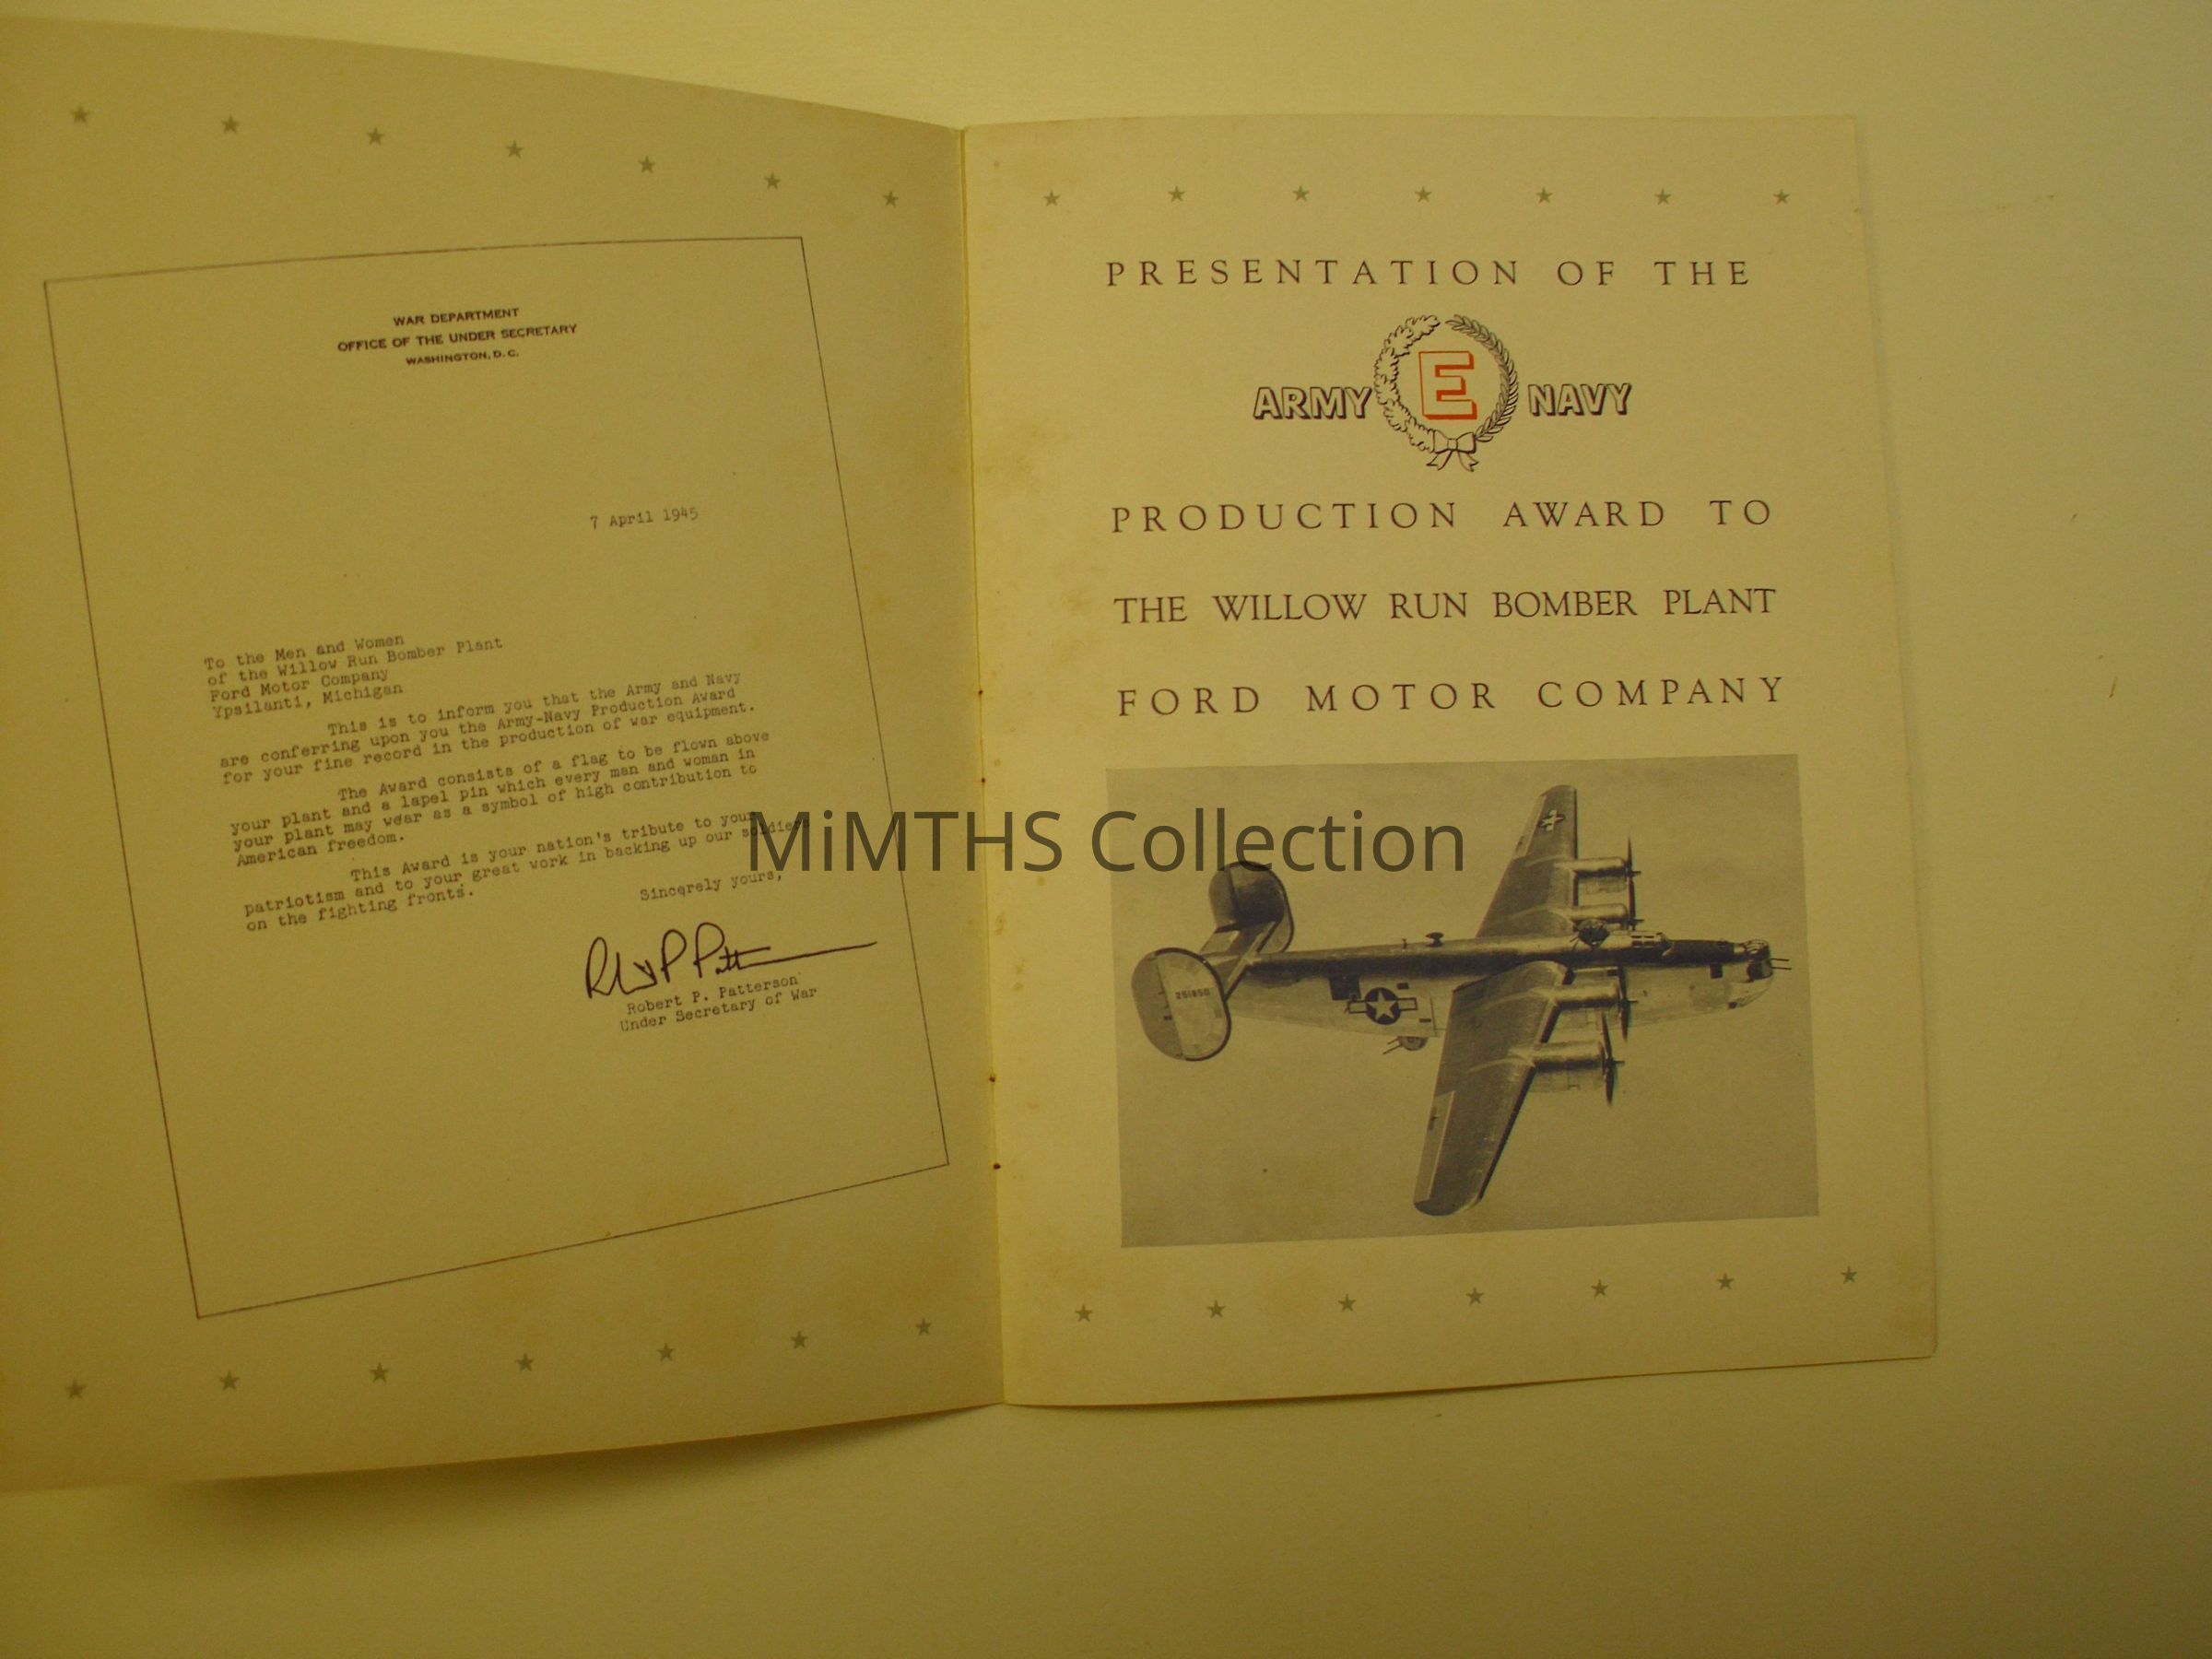 WAR DEPARTMENT
OFFICE OF THE UNDER SECRETARY
WASHINGTON, D. C.
7 April 1945
To the Men and Women
of the Willow Run Bomber Plant
Ford Motor Company
Ypsilanti, Michigan
This is to inform you that the Army and Navy
are conferring upon you the Army-Navy Production Award
for your fine record in the production of war equipment.
The Award consists of a flag to be flown above
your plant and a lapel pin which every man and woman in
your plant may wear as a symbol of high contribution to
American freedom.
This Award is your nation's tribute to your
patriotism and to your great work in backing up our soldiers
on the fighting fronts.
Sincerely yours,
Robert P. Patterson
Robert P. Patterson
Under Secretary of War
PRESENTATION OF THE
ARMY E NAVY
PRODUCTION AWARD TO
THE WILLOW RUN BOMBER PLANT
FORD MOTOR COMPANY
MiMTHS Collection